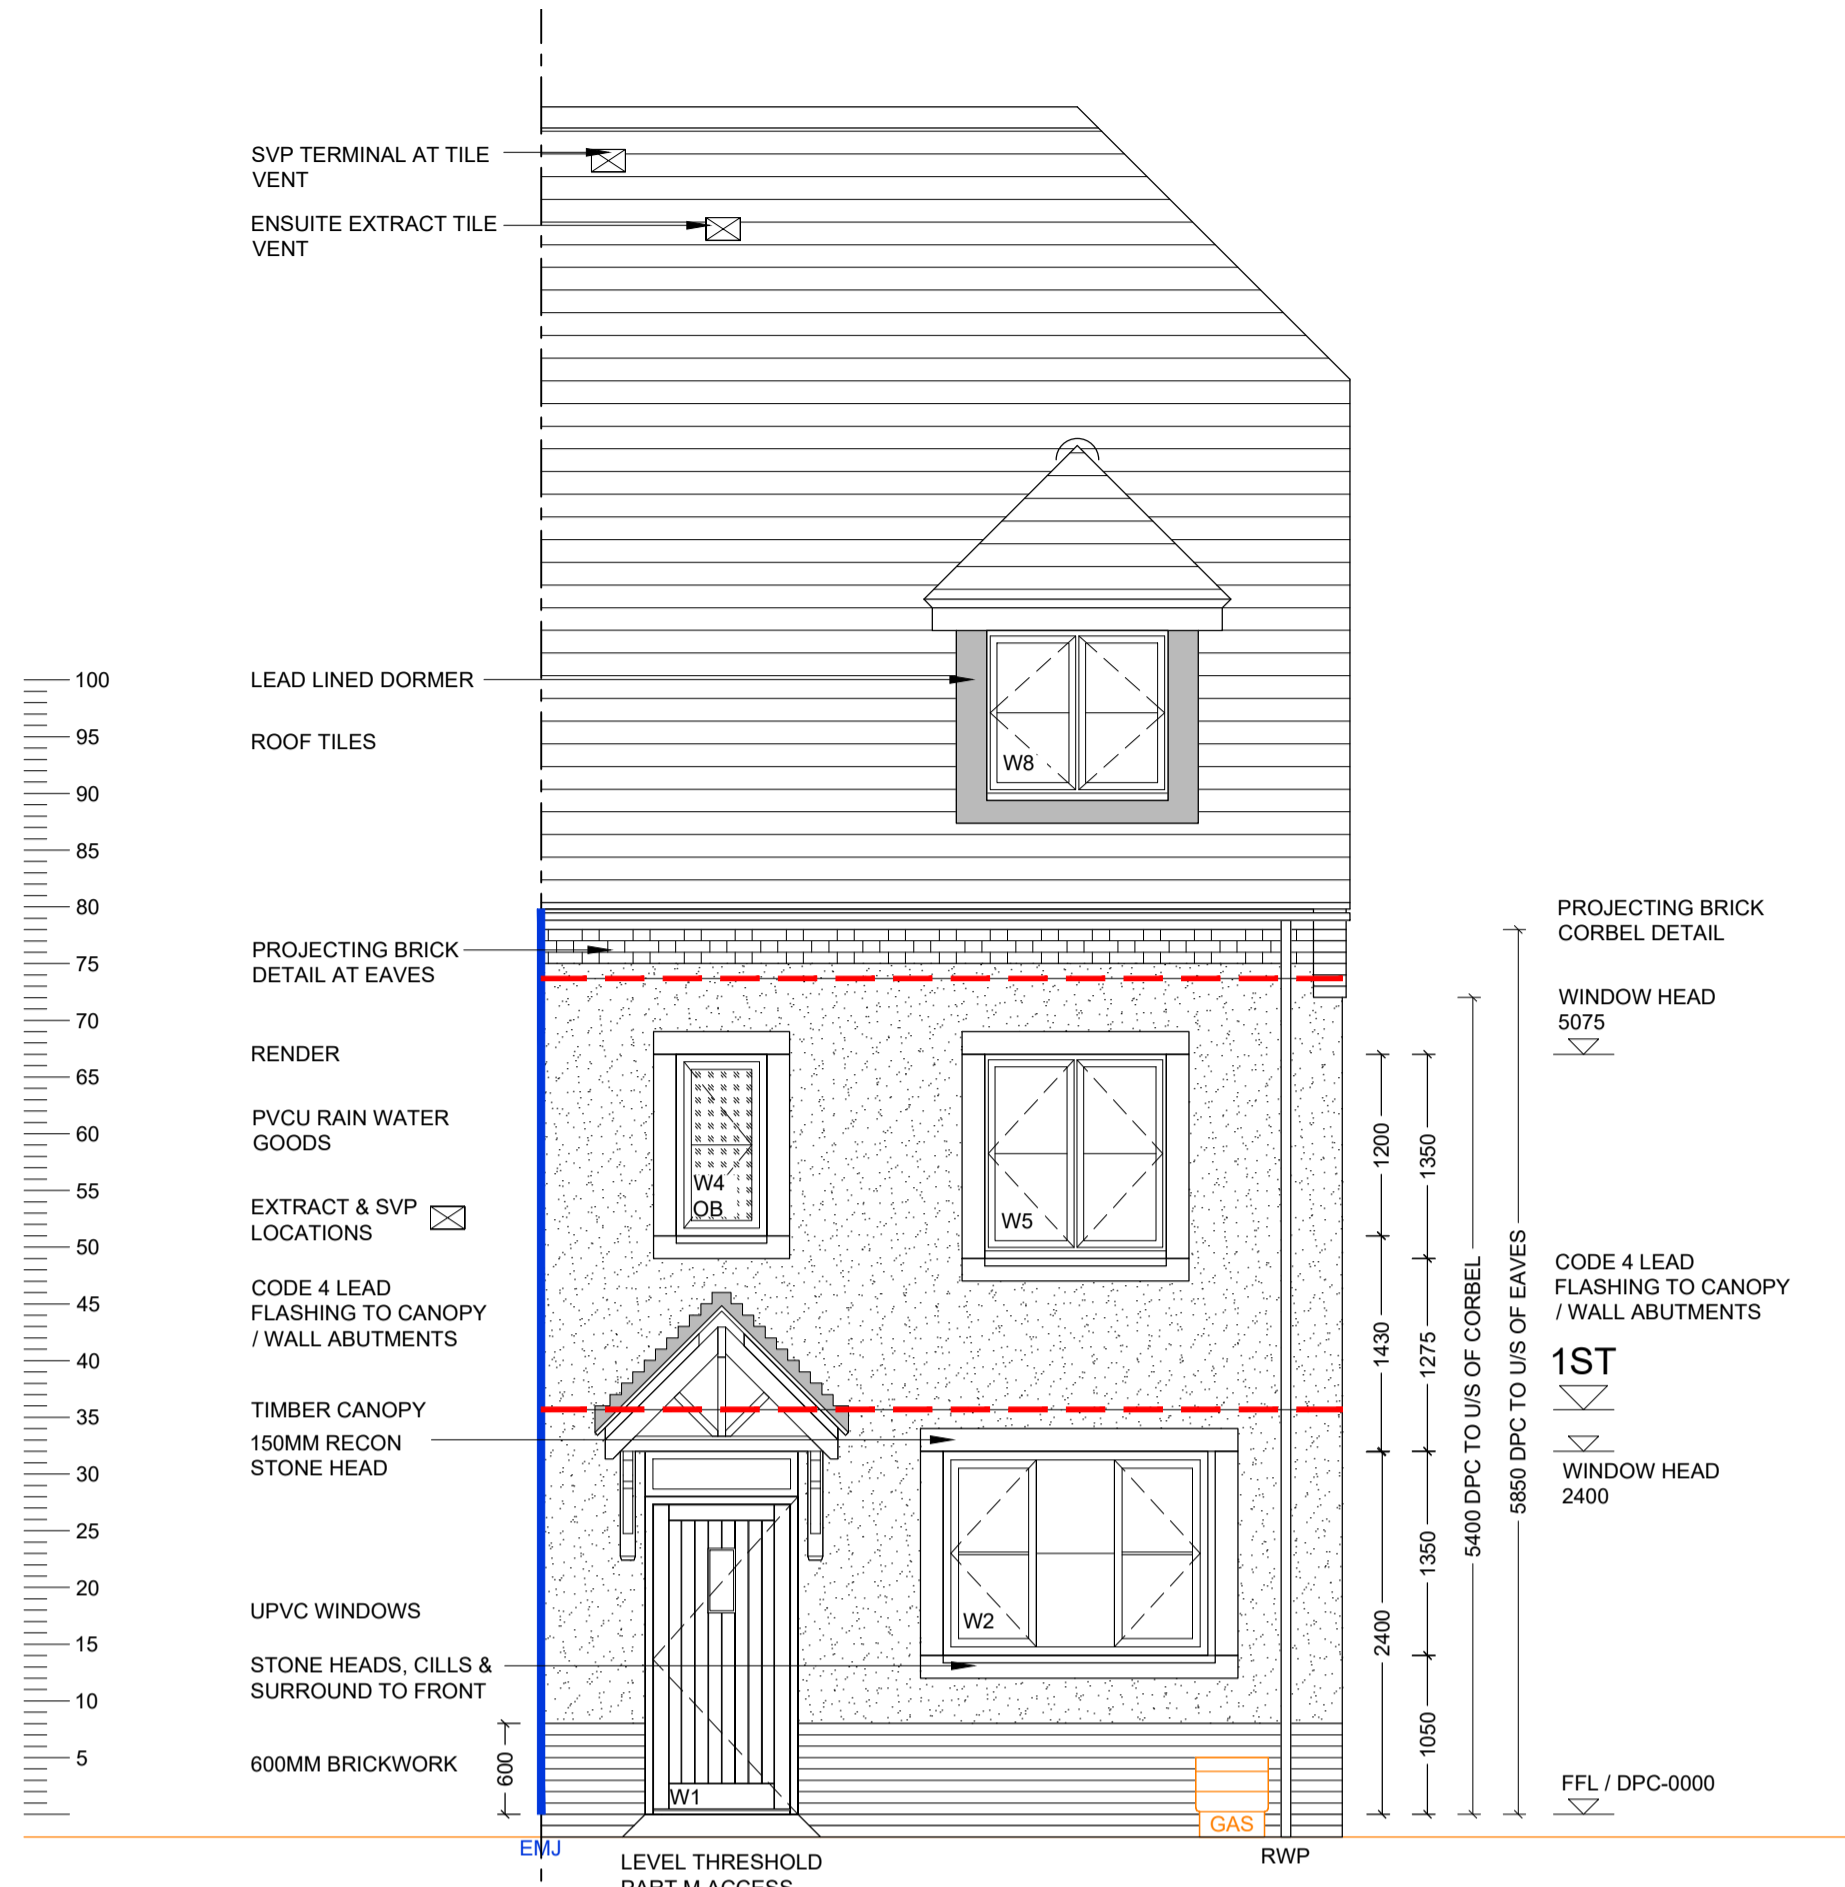 SVP TERMINAL AT TILE
VENT
ENSUITE EXTRACT TILE
VENT
LEAD LINED DORMER
ROOF TILES
PROJECTING BRICK
DETAIL AT EAVES
RENDER
PVCU RAIN WATER
GOODS
EXTRACT & SVP
LOCATIONS
CODE 4 LEAD
FLASHING TO CANOPY
/ WALL ABUTMENTS
TIMBER CANOPY
150MM RECON
STONE HEAD
UPVC WINDOWS
STONE HEADS, CILLS &
SURROUND TO FRONT
600MM BRICKWORK
600
100
95
90
85
80
75
70
65
60
55
50
45
40
35
30
25
20
15
10
5
W8
W4
OB
W5
W2
W1
GAS
EMJ
LEVEL THRESHOLD
PART M ACCESS
RWP
1200
1430
2400
1350
1275
1350
1050
5400 DPC TO U/S OF CORBEL
5850 DPC TO U/S OF EAVES
PROJECTING BRICK
CORBEL DETAIL
WINDOW HEAD
5075
CODE 4 LEAD
FLASHING TO CANOPY
/ WALL ABUTMENTS
1ST
WINDOW HEAD
2400
FFL / DPC-0000